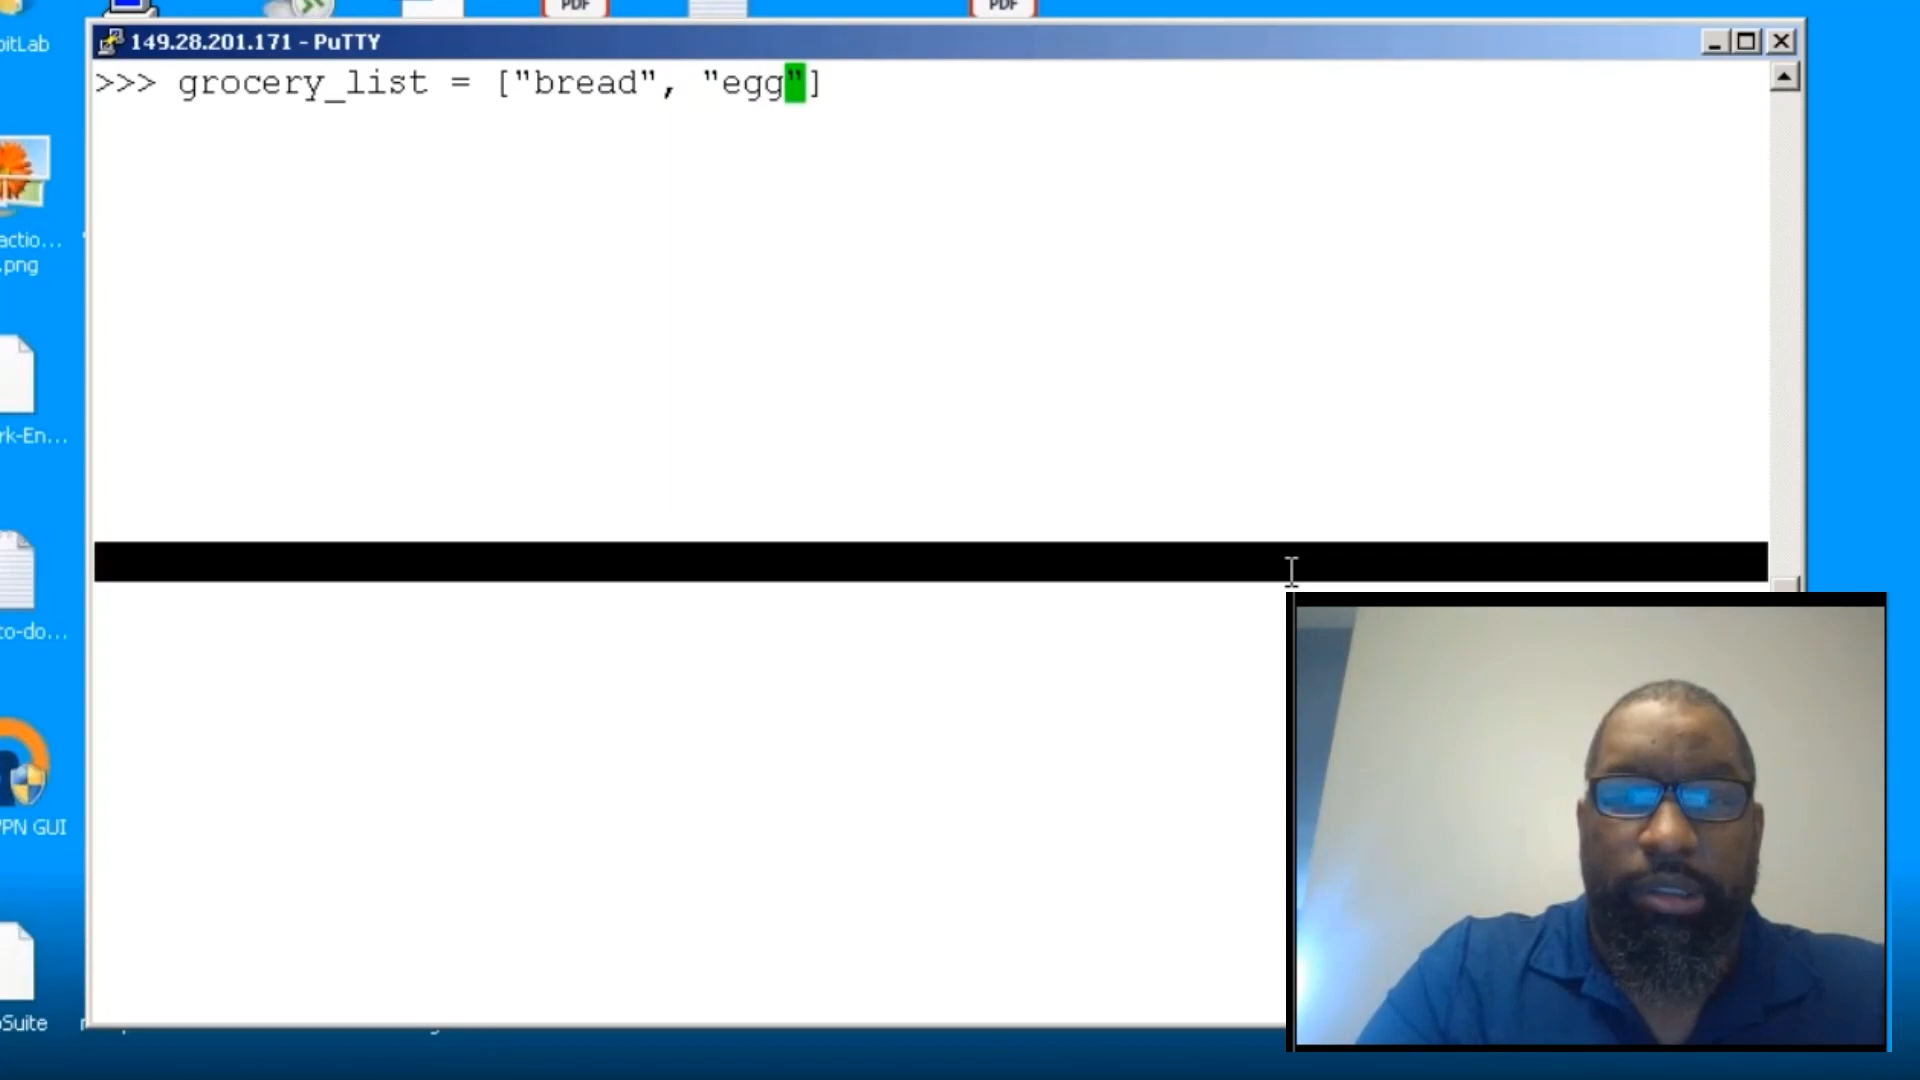 PDF
PDF
149.28.201.171 - PuTTY
>>> grocery_list = ["bread", "egg"]
bitLab
actio...
.png
rk-En...
to-do...
PN GUI
Suite